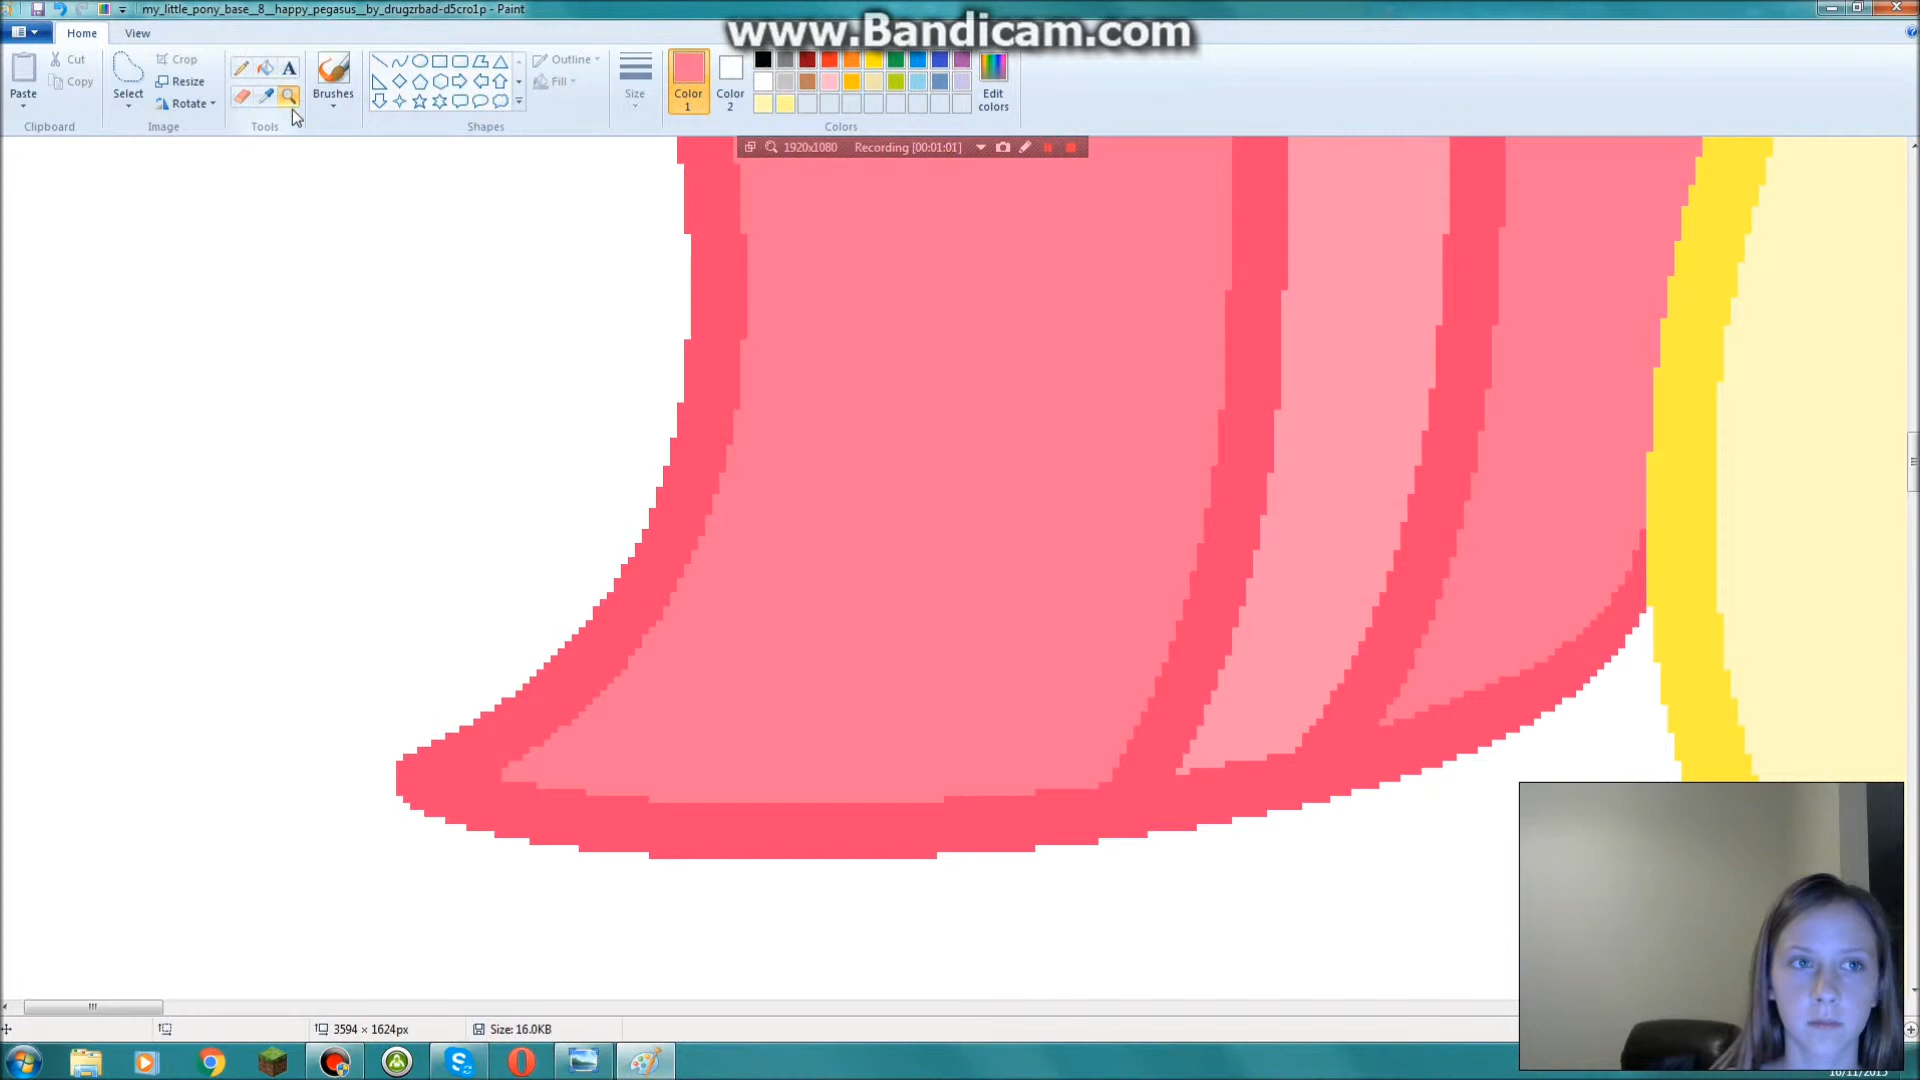 my_little_pony_base__8__happy_pegasus__by_drugzrbad-d5cro1p - Paint
www.Bandicam.com
Home
View
Paste
Cut
Copy
Clipboard
Select
Crop
Resize
Rotate
Image
A
Tools
Brushes
Shapes
Outline
Fill
Size
Color 1
Color 2
Edit colors
Colors
1920x1080 Recording [00:01:01]
3594 × 1624px
Size: 16.0KB